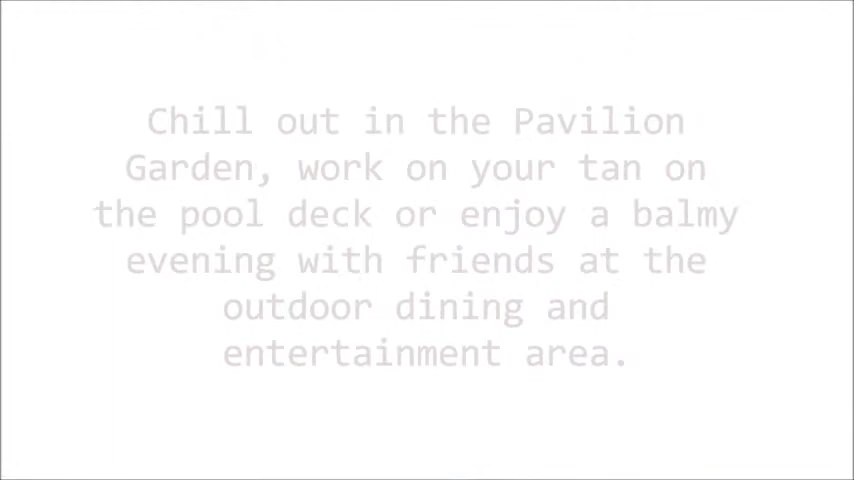 Chill out in the Pavilion
Garden, work on your tan on
the pool deck or enjoy a balmy
evening with friends at the
outdoor dining and
entertainment area.